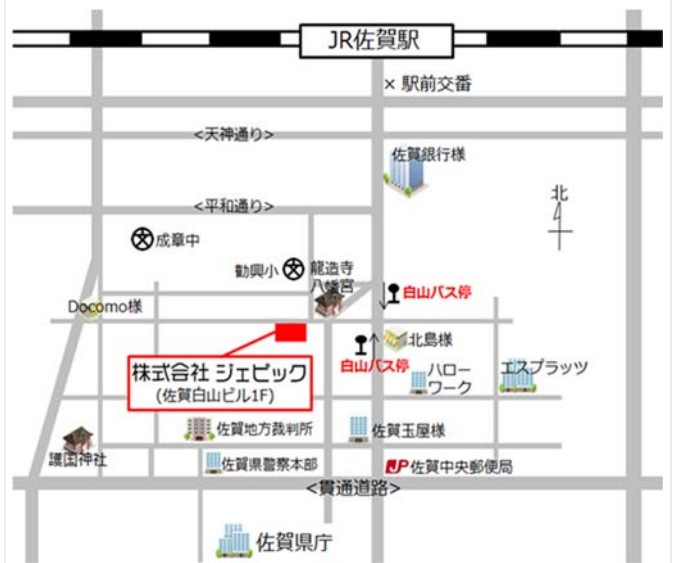 JR佐賀駅
× 駅前交番
<天神通り>
佐賀銀行様
<平和通り>
北
成章中
勧興小
龍造寺
八幡宮
白山バス停
Docomo様
北島様
白山バス停
株式会社 ジェピック
(佐賀白山ビル1F)
ハロー
ワーク
エスプラッツ
佐賀地方裁判所
佐賀玉屋様
護国神社
佐賀県警察本部
JP佐賀中央郵便局
<貫通道路>
佐賀県庁